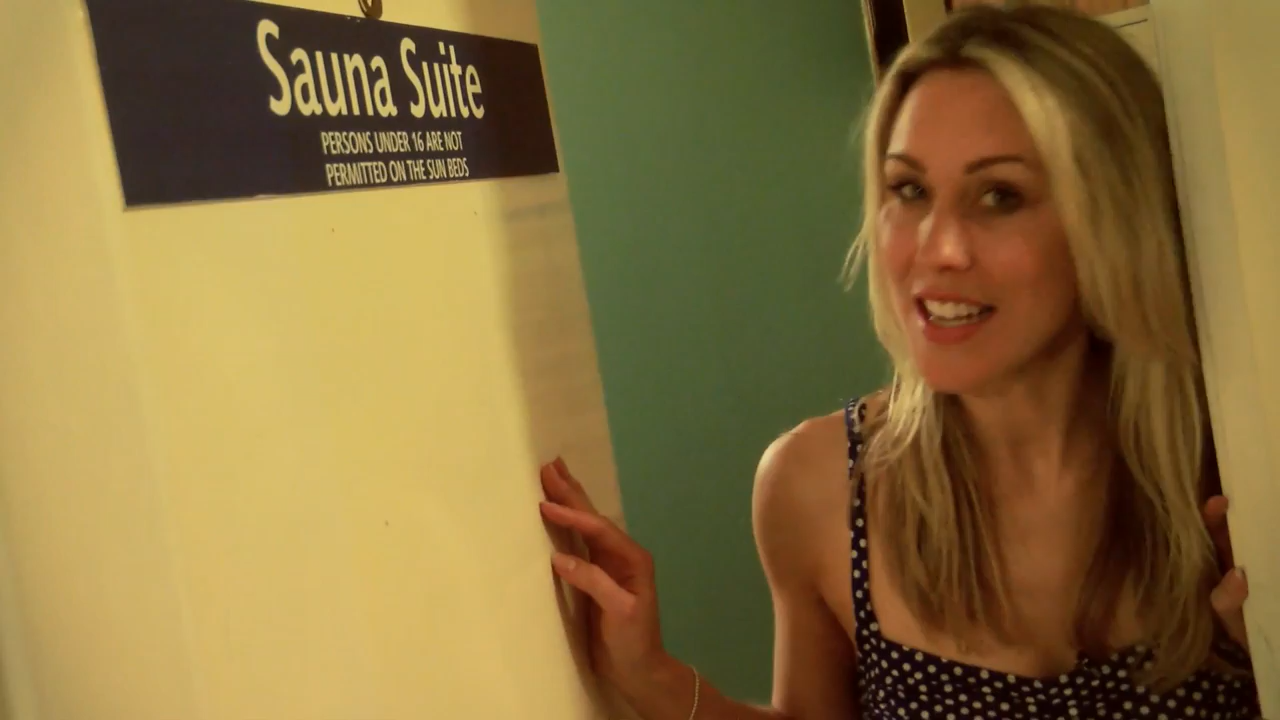 Sauna Suite
PERSONS UNDER 16 ARE NOT
PERMITTED ON THE SUN BEDS